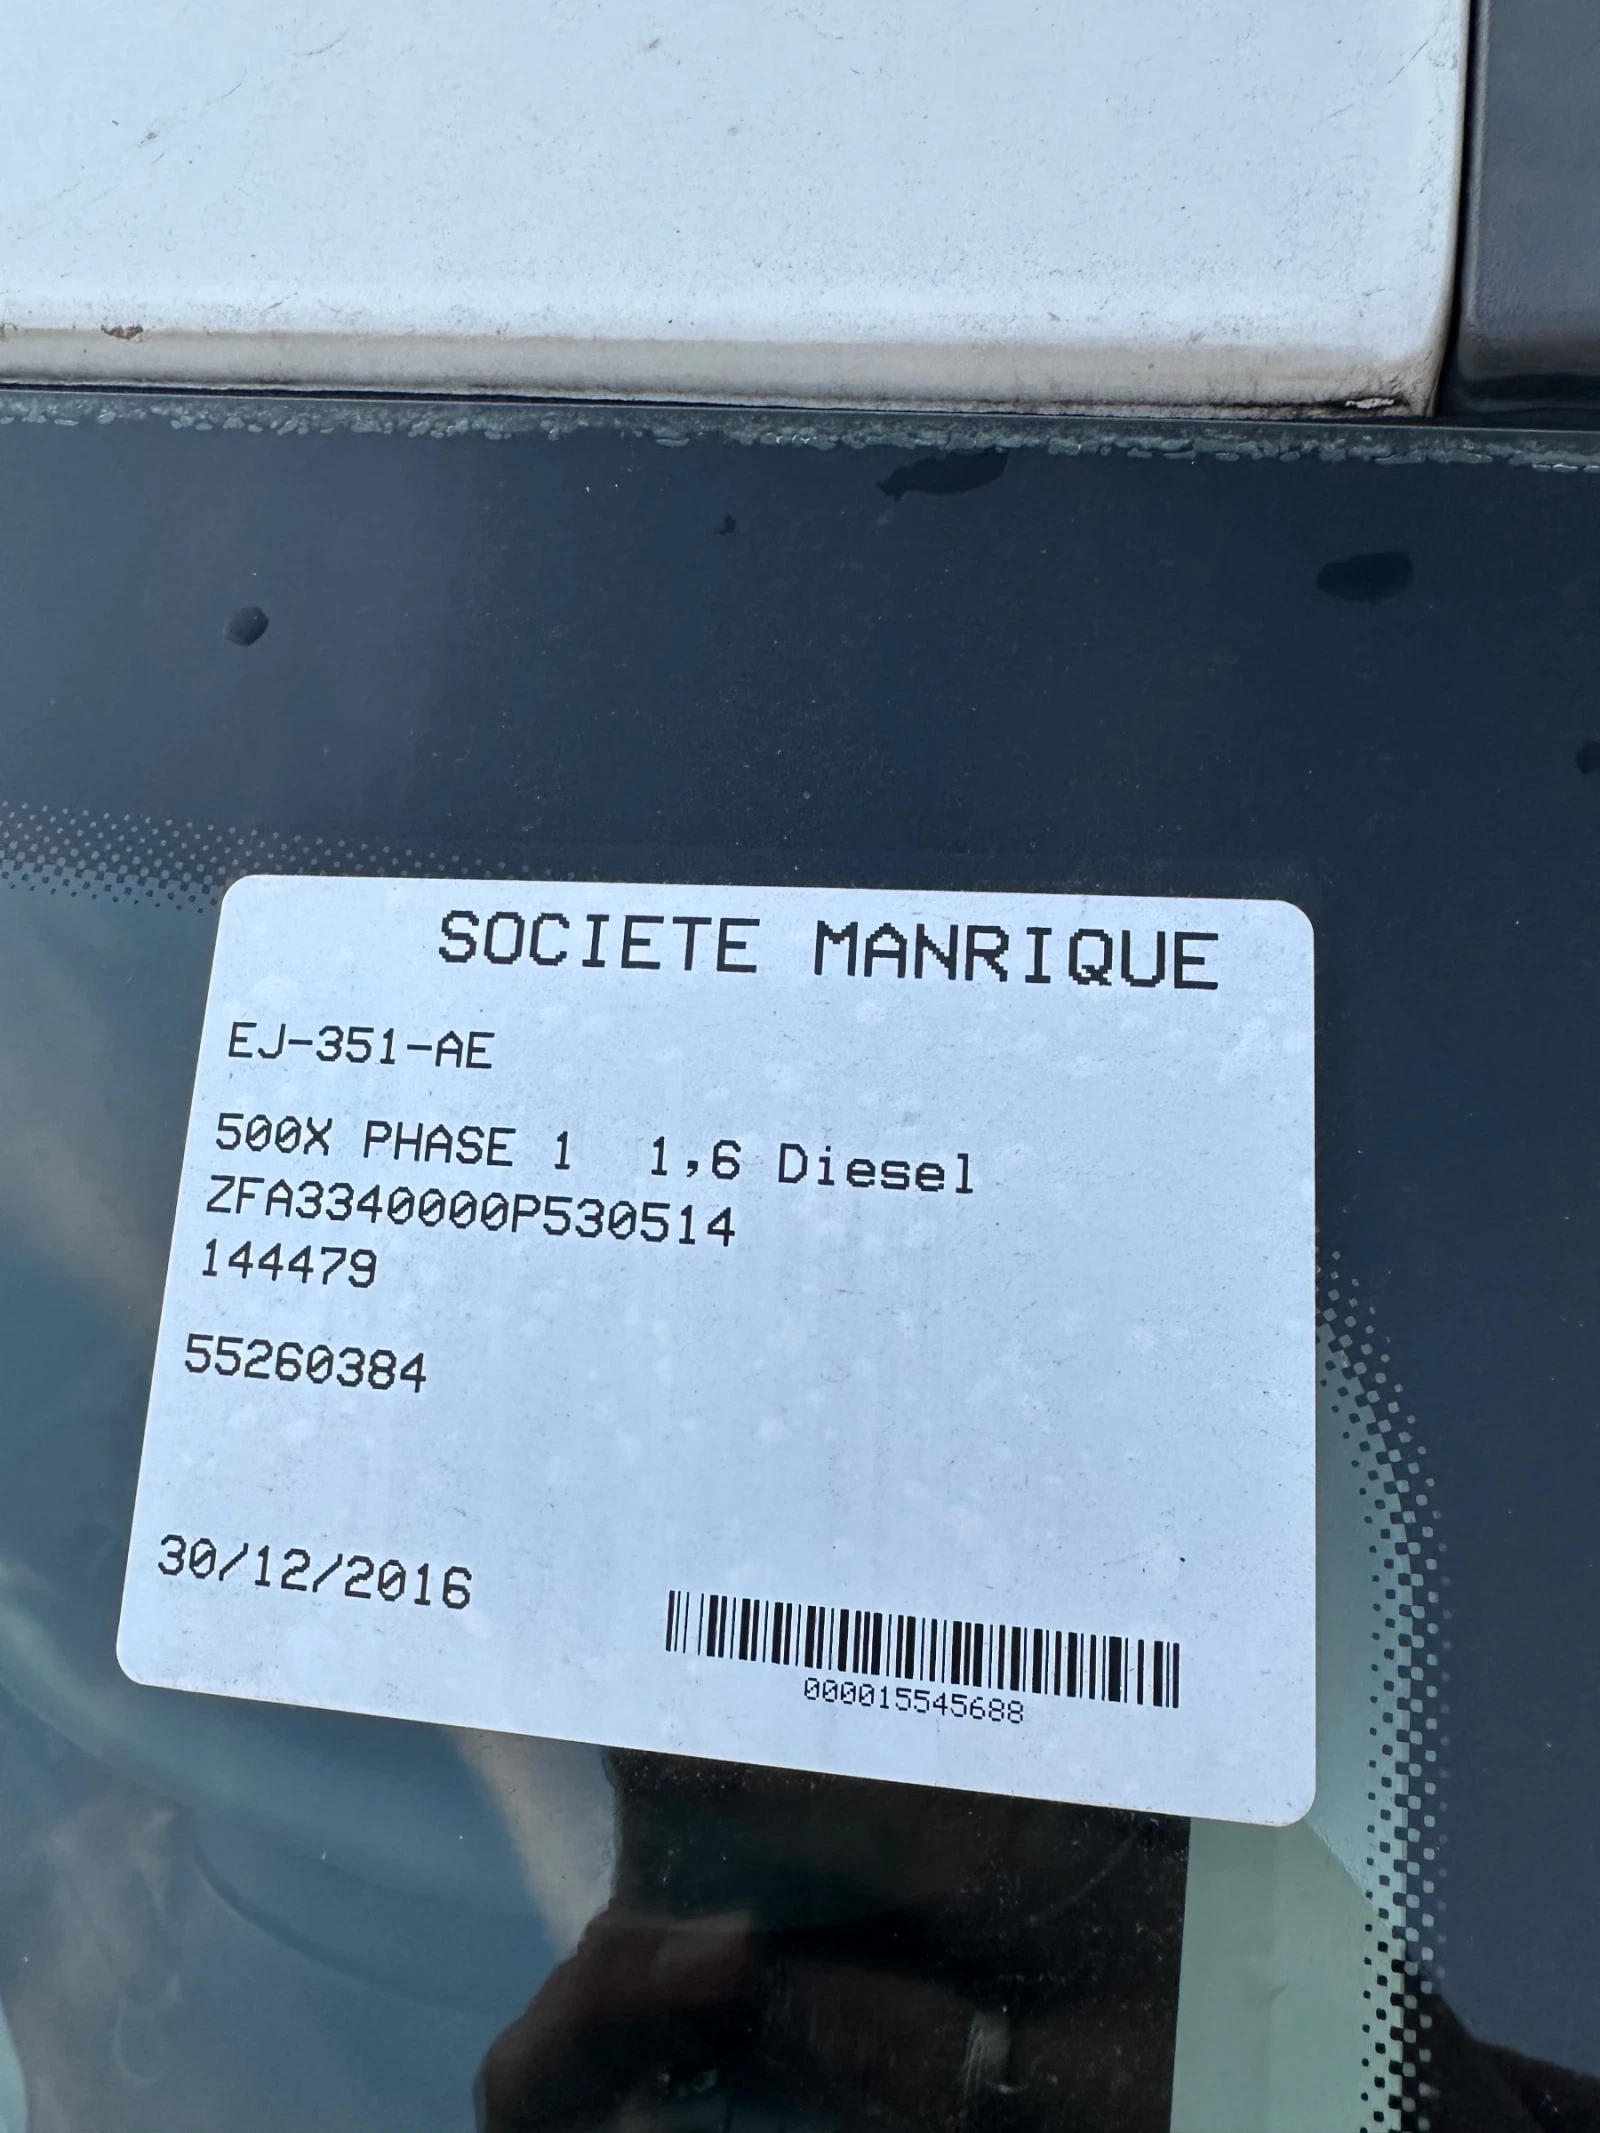 SOCIETE MANRIQUE
EJ-351-AE
500X PHASE 1 1,6 Diesel
ZFA3340000P530514
144479
55260384
30/12/2016
000015545688